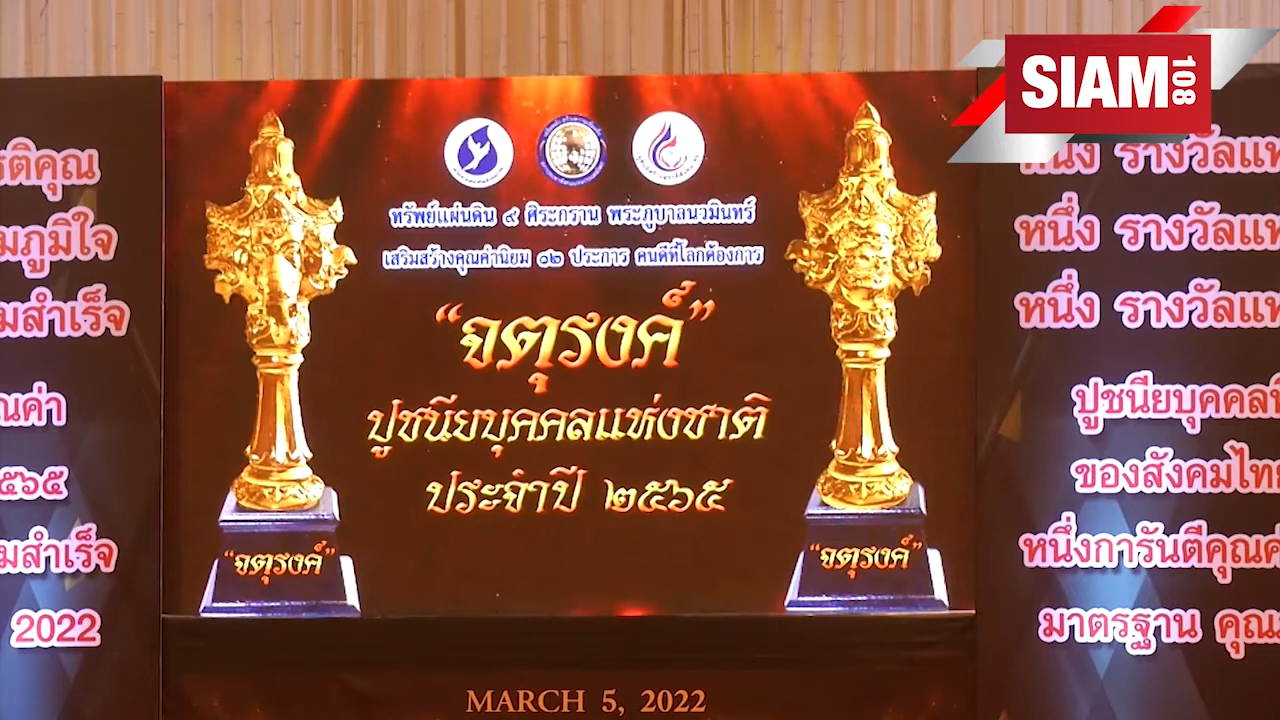 SIAM 108
ทรัพย์แผ่นดิน ๙ ศิระกราน พระภูบาลนวมินทร์
เสริมสร้างคุณค่านิยม ๑๒ ประการ คนดีที่โลกต้องการ
“จตุรงค์”
ปูชนียบุคคลแห่งชาติ
ประจำปี ๒๕๖๕
“จตุรงค์”
“จตุรงค์”
MARCH 5, 2022
รติคุณ
มภูมิใจ
มสำเร็จ
ณค่า
๕๖๕
มสำเร็จ
2022
หนึ่ง รางวัลแห
หนึ่ง รางวัลแห
หนึ่ง รางวัลแห
ปูชนียบุคคล
ของสังคมไทย
หนึ่งการันตีคุณค
มาตรฐาน คุณ